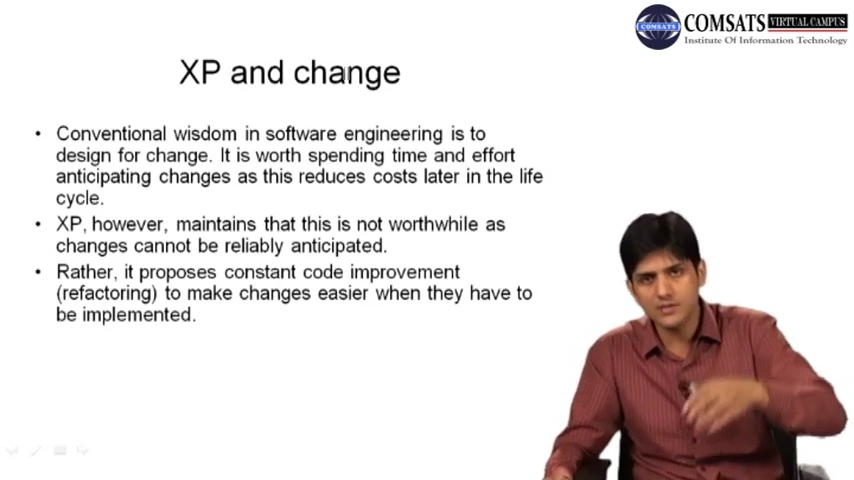 COMSATS VIRTUAL CAMPUS
Institute Of Information Technology
COMSATS
XP and change
• Conventional wisdom in software engineering is to
design for change. It is worth spending time and effort
anticipating changes as this reduces costs later in the life
cycle.
• XP, however, maintains that this is not worthwhile as
changes cannot be reliably anticipated.
• Rather, it proposes constant code improvement
(refactoring) to make changes easier when they have to
be implemented.